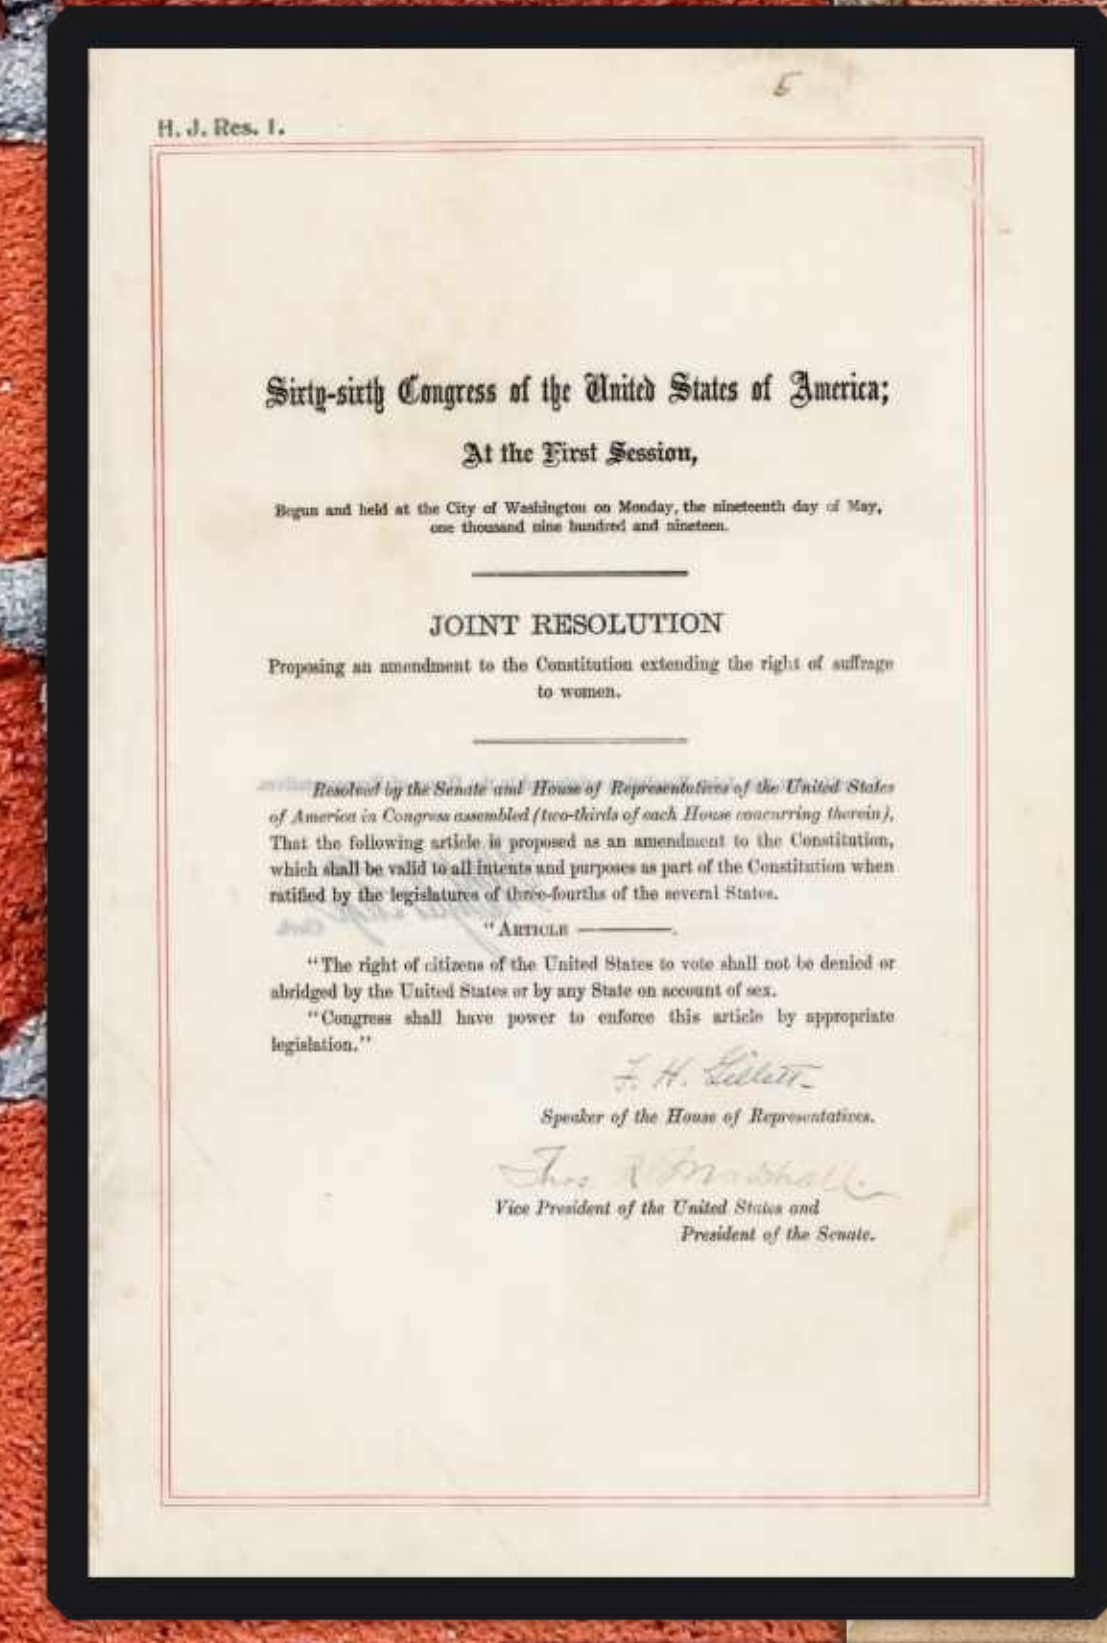 5
H. J. Res. 1.
Sixty-sixth Congress of the United States of America;
At the First Session,
Begun and held at the City of Washington on Monday, the nineteenth day of May,
one thousand nine hundred and nineteen.
JOINT RESOLUTION
Proposing an amendment to the Constitution extending the right of suffrage
to women.
Resolved by the Senate and House of Representatives of the United States
of America in Congress assembled (two-thirds of each House concurring therein),
That the following article is proposed as an amendment to the Constitution,
which shall be valid to all intents and purposes as part of the Constitution when
ratified by the legislatures of three-fourths of the several States.
"ARTICLE ————.
"The right of citizens of the United States to vote shall not be denied or
abridged by the United States or by any State on account of sex.
"Congress shall have power to enforce this article by appropriate
legislation."
F. H. Gillett
Speaker of the House of Representatives.
Thos. R. Marshall.
Vice President of the United States and
President of the Senate.